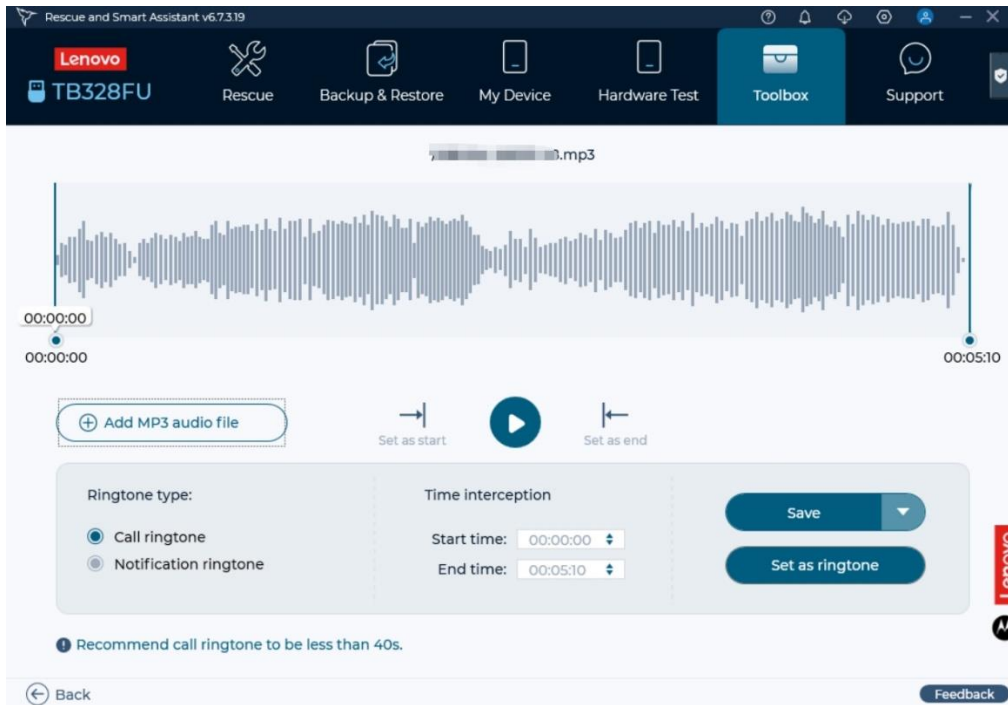 Rescue and Smart Assistant v6.7.3.19
Lenovo
TB328FU
Rescue
Backup & Restore
My Device
Hardware Test
Toolbox
Support
.mp3
00:00:00
00:00:00
00:05:10
Add MP3 audio file
Set as start
Set as end
Ringtone type:
Call ringtone
Notification ringtone
Time interception
Start time: 00:00:00
End time: 00:05:10
Save
Set as ringtone
Lenovo
Recommend call ringtone to be less than 40s.
Back
Feedback